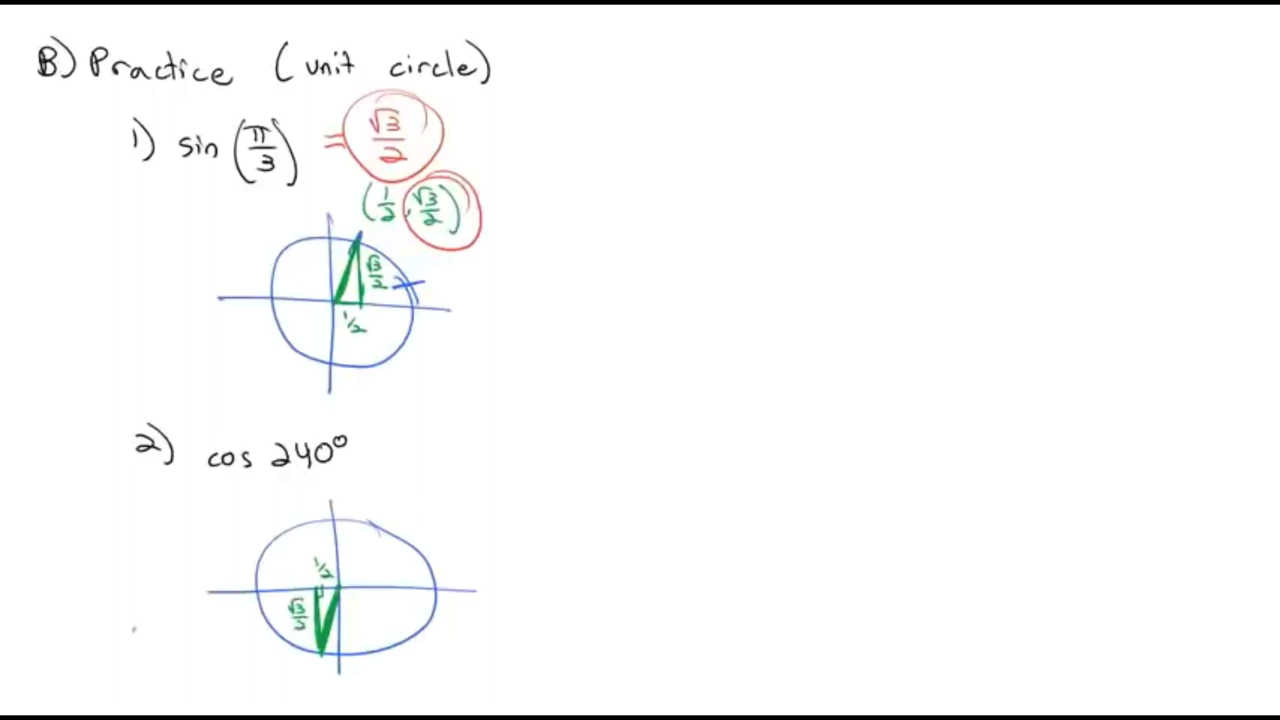 B) Practice (unit circle)
1) sin (π/3) = √3/2
(1/2, √3/2)
√3/2
1/2
2) cos 240°
1/2
√3/2